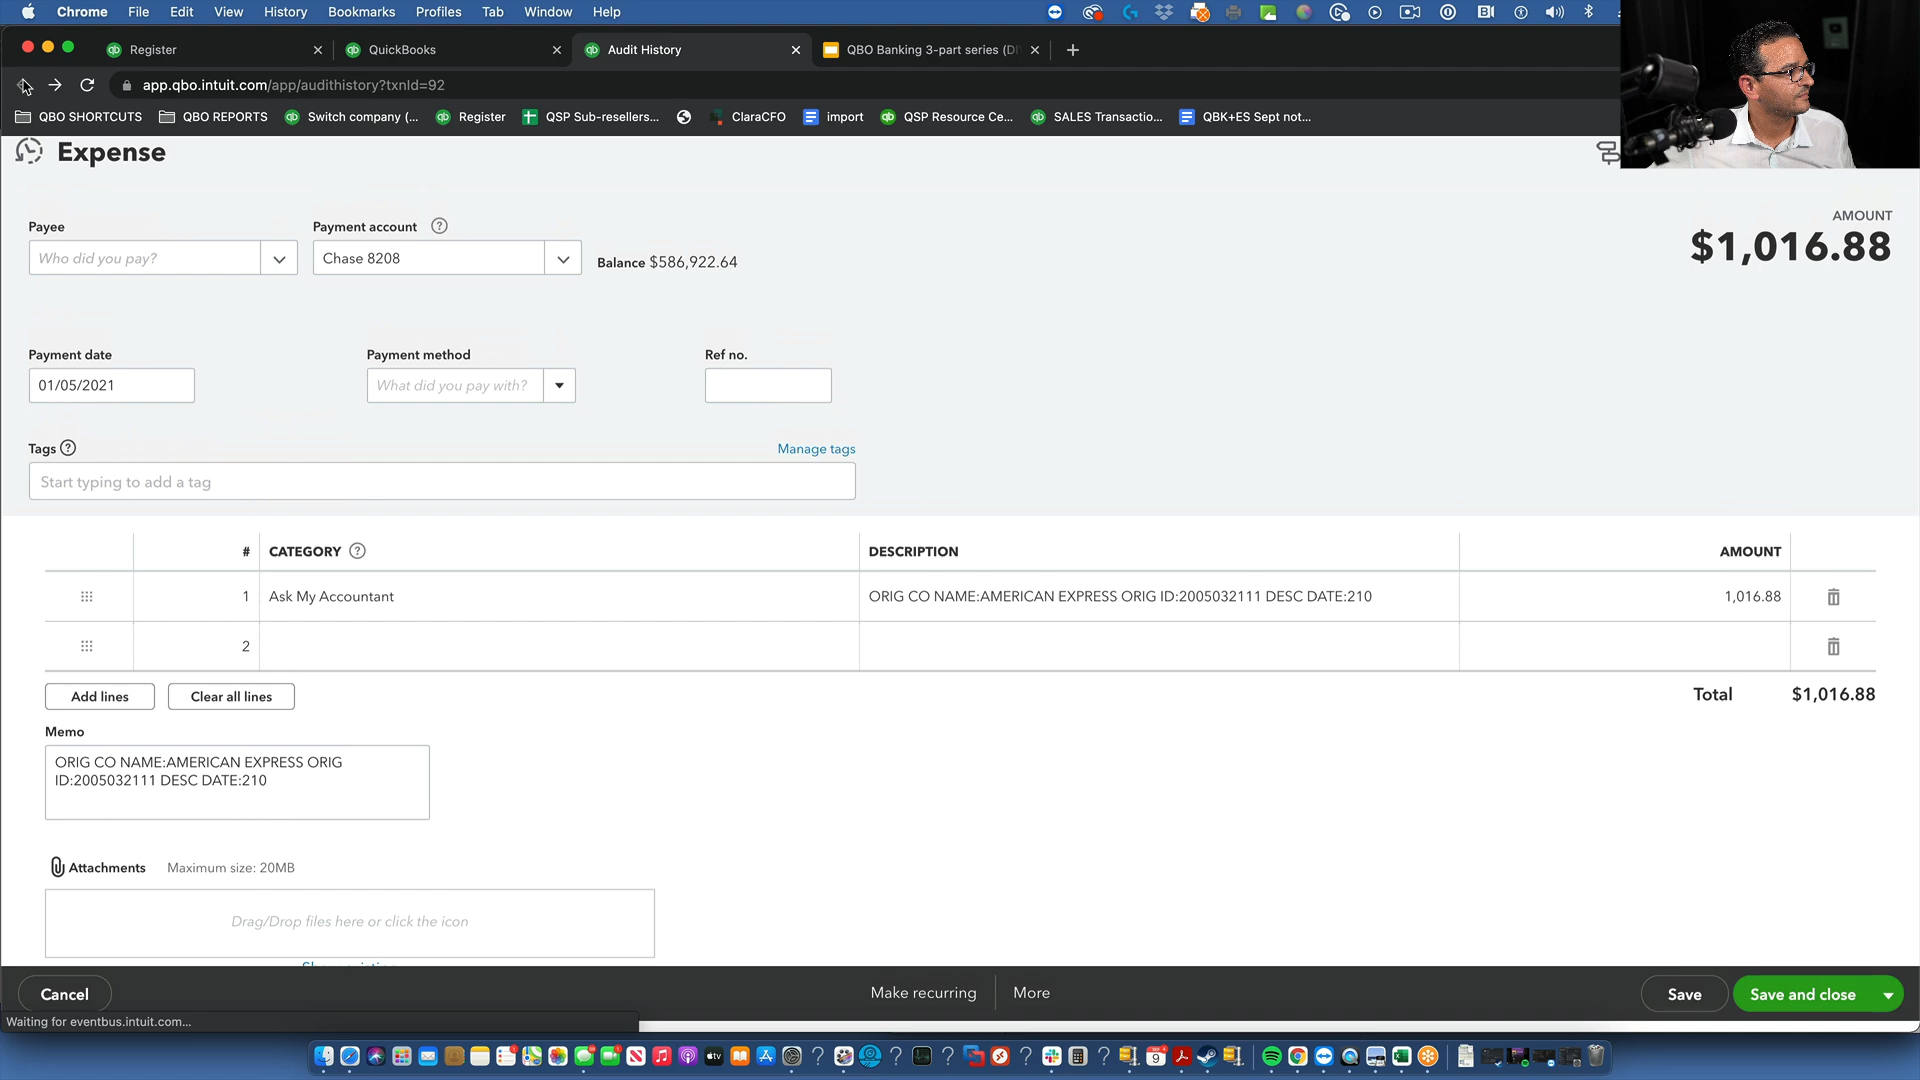 Chrome File Edit View History Bookmarks Profiles Tab Window Help
Register QuickBooks Audit History QBO Banking 3-part series (DI
app.qbo.intuit.com/app/audithistory?txnId=92
QBO SHORTCUTS QBO REPORTS Switch company (... Register QSP Sub-resellers... ClaraCFO import QSP Resource Ce... SALES Transactio... QBK+ES Sept not...
Expense
AMOUNT
$1,016.88
Payee Payment account
Who did you pay? Chase 8208 Balance $586,922.64
Payment date Payment method Ref no.
01/05/2021 What did you pay with?
Tags Manage tags
Start typing to add a tag
# CATEGORY DESCRIPTION AMOUNT
1 Ask My Accountant ORIG CO NAME:AMERICAN EXPRESS ORIG ID:2005032111 DESC DATE:210 1,016.88
2
Add lines Clear all lines Total $1,016.88
Memo
ORIG CO NAME:AMERICAN EXPRESS ORIG
ID:2005032111 DESC DATE:210
Attachments Maximum size: 20MB
Drag/Drop files here or click the icon
Cancel Make recurring More Save Save and close
Waiting for eventbus.intuit.com...